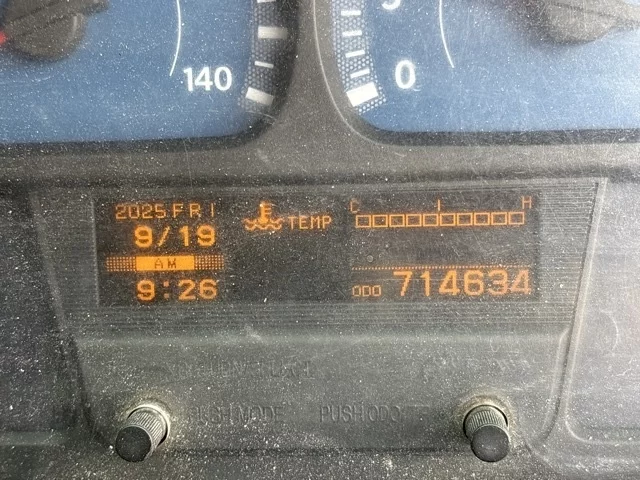 140
0
2025 FRI
9/19
AM
9:26
TEMP
C H
ODO 714634
PUSH MODE PUSH ODO